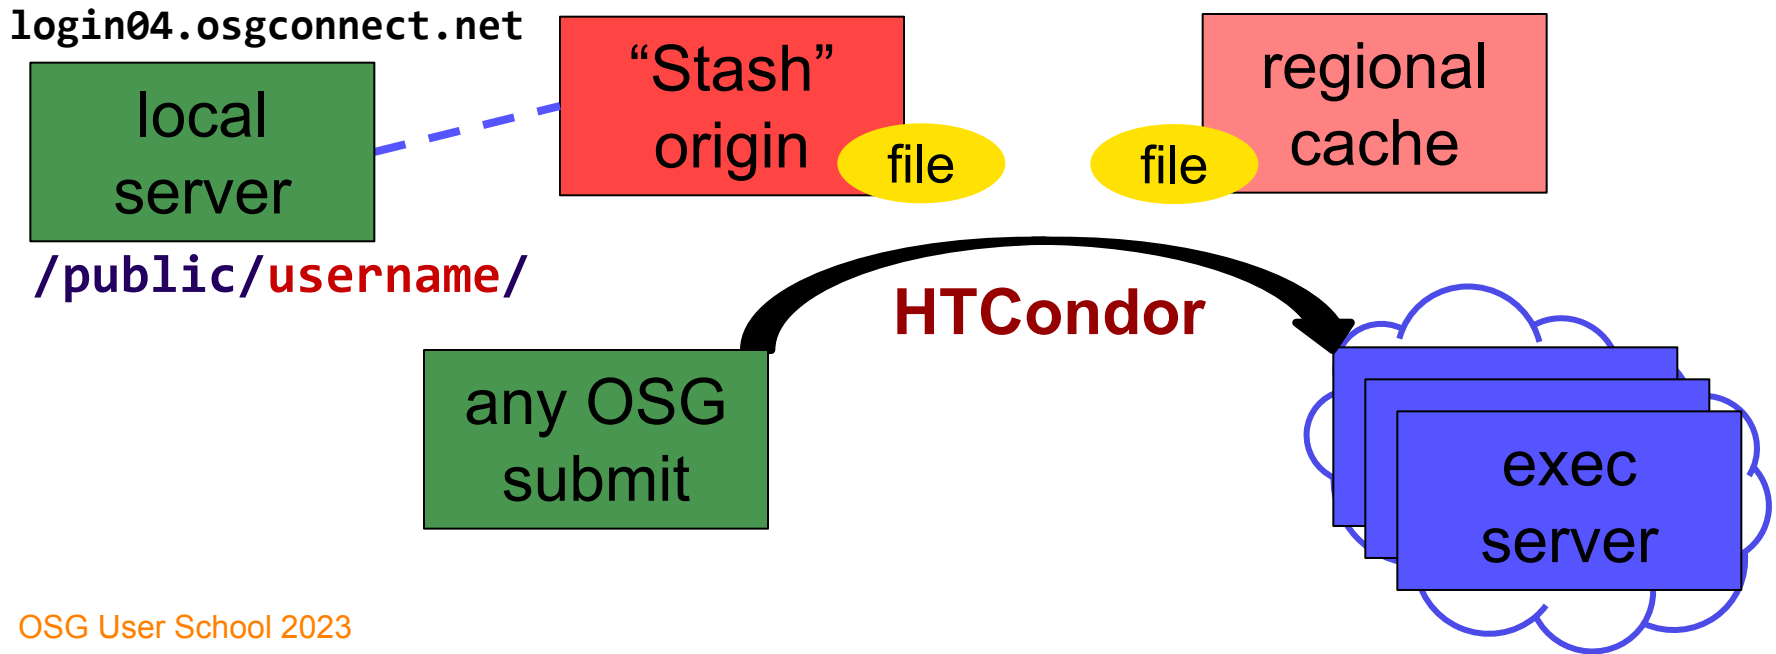 login04.osgconnect.net
local
server
/public/username/
“Stash”
origin
file
file
regional
cache
HTCondor
any OSG
submit
exec
server
OSG User School 2023